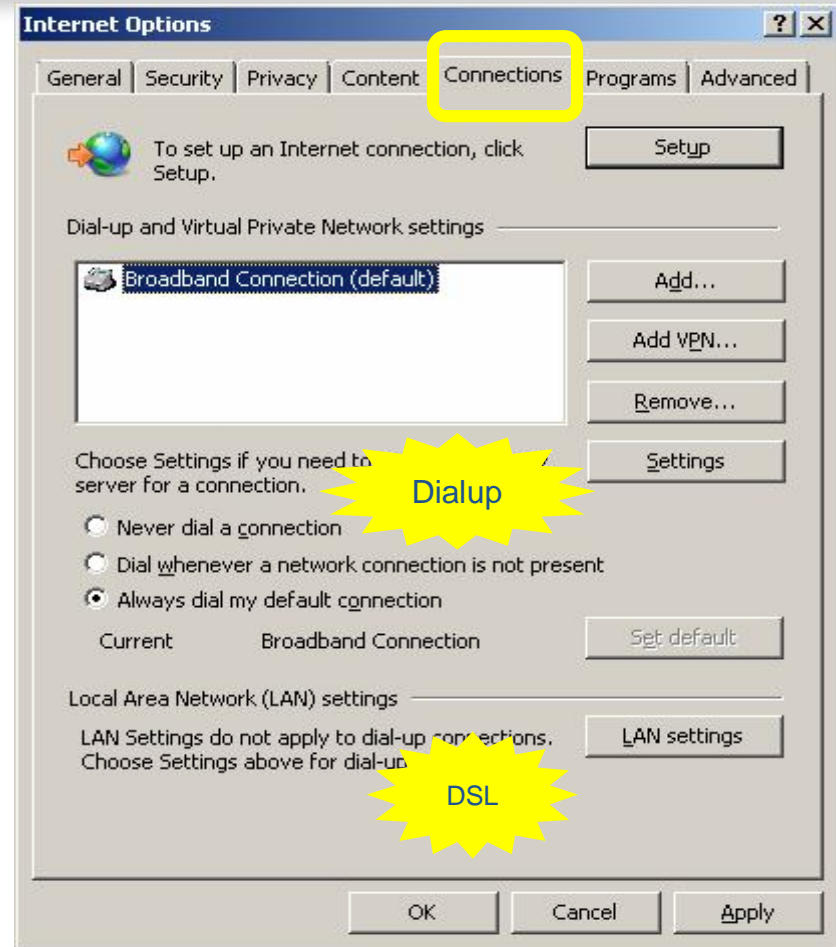 Internet Options
General Security Privacy Content Connections Programs Advanced
To set up an Internet connection, click
Setup.
Setup
Dial-up and Virtual Private Network settings
Broadband Connection (default)
Add...
Add VPN...
Remove...
Choose Settings if you need to
server for a connection.
Settings
Dialup
Never dial a connection
Dial whenever a network connection is not present
Always dial my default connection
Current Broadband Connection
Set default
Local Area Network (LAN) settings
LAN Settings do not apply to dial-up connections.
Choose Settings above for dial-up
LAN settings
DSL
OK Cancel Apply